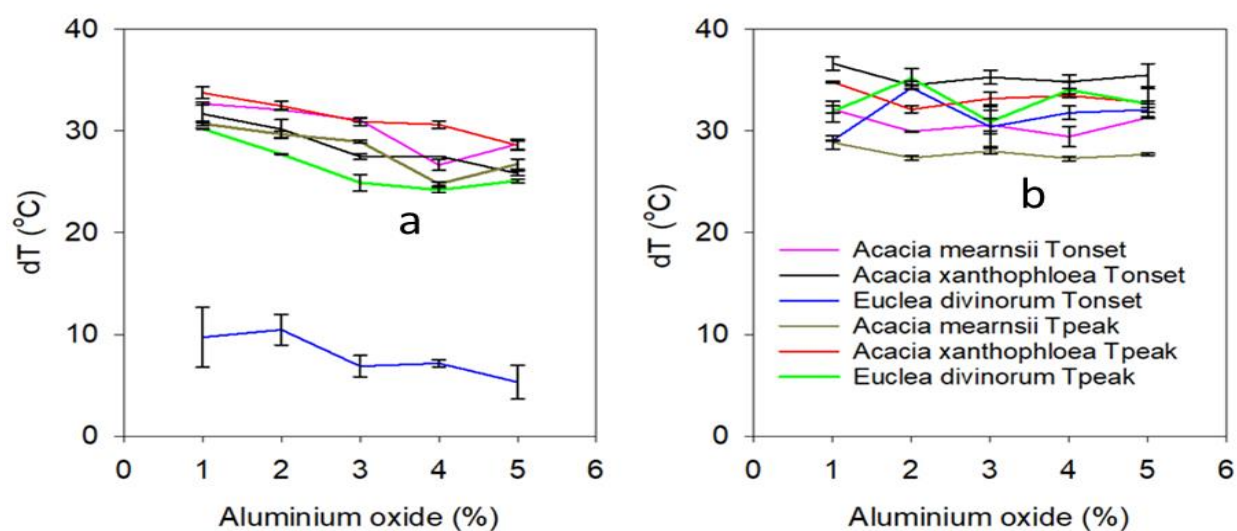 40
30
20
10
0
dT (°C)
a
0 1 2 3 4 5 6
Aluminium oxide (%)
40
30
20
10
0
dT (°C)
b
Acacia mearnsii Tonset
Acacia xanthophloea Tonset
Euclea divinorum Tonset
Acacia mearnsii Tpeak
Acacia xanthophloea Tpeak
Euclea divinorum Tpeak
0 1 2 3 4 5 6
Aluminium oxide (%)